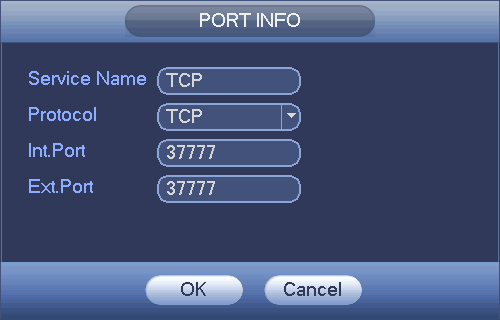 PORT INFO
Service Name TCP
Protocol TCP
Int.Port 37777
Ext.Port 37777
OK Cancel